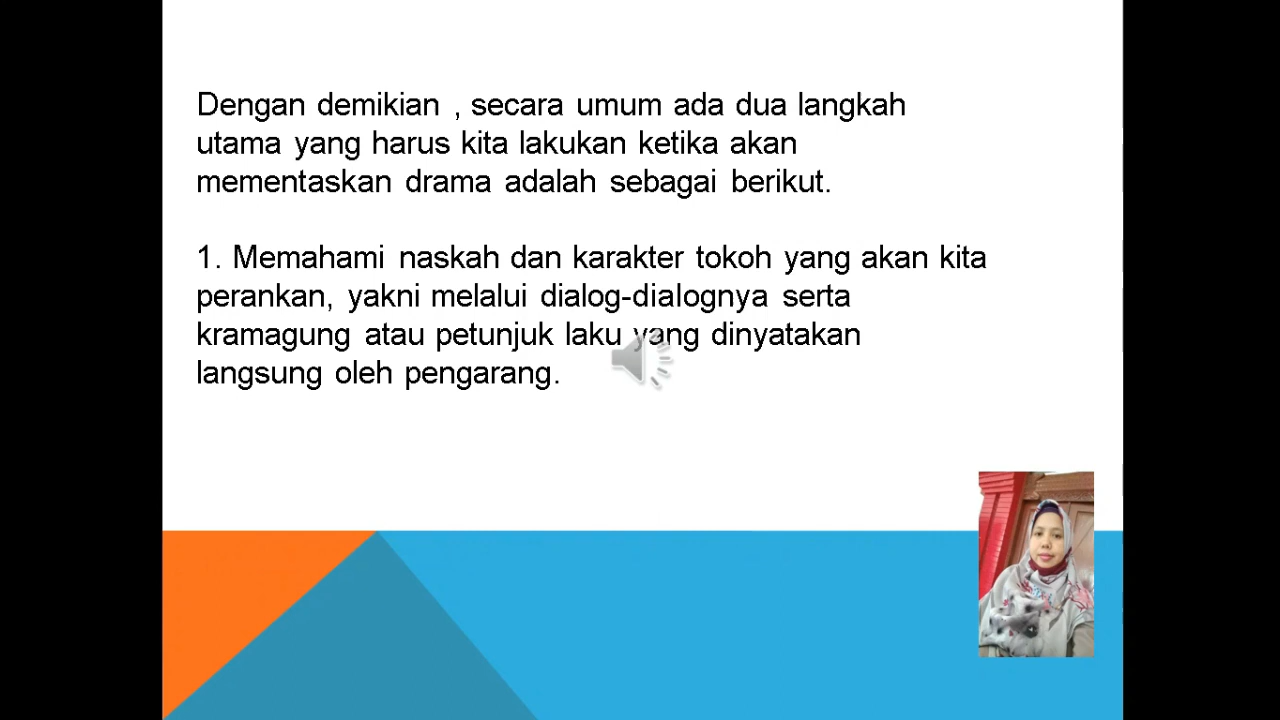 Dengan demikian , secara umum ada dua langkah
utama yang harus kita lakukan ketika akan
mementaskan drama adalah sebagai berikut.
1. Memahami naskah dan karakter tokoh yang akan kita
perankan, yakni melalui dialog-dialognya serta
kramagung atau petunjuk laku yang dinyatakan
langsung oleh pengarang.